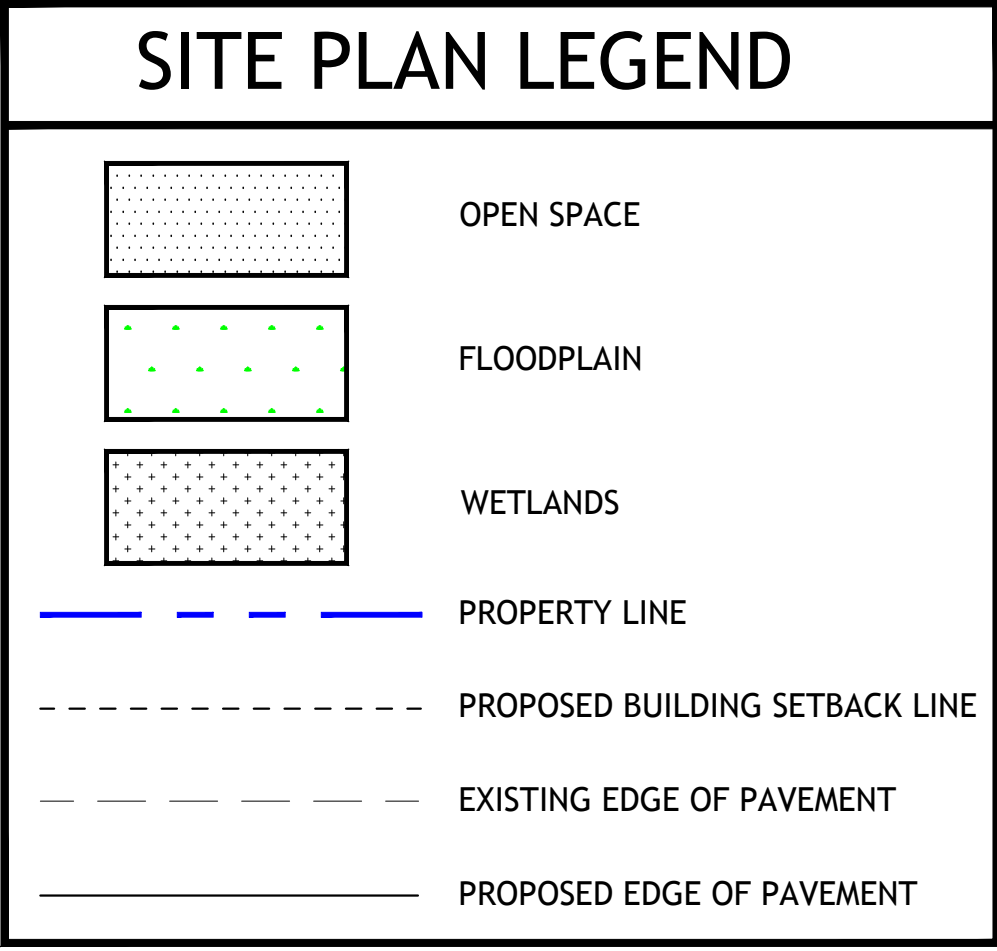 SITE PLAN LEGEND
OPEN SPACE
FLOODPLAIN
WETLANDS
PROPERTY LINE
PROPOSED BUILDING SETBACK LINE
EXISTING EDGE OF PAVEMENT
PROPOSED EDGE OF PAVEMENT